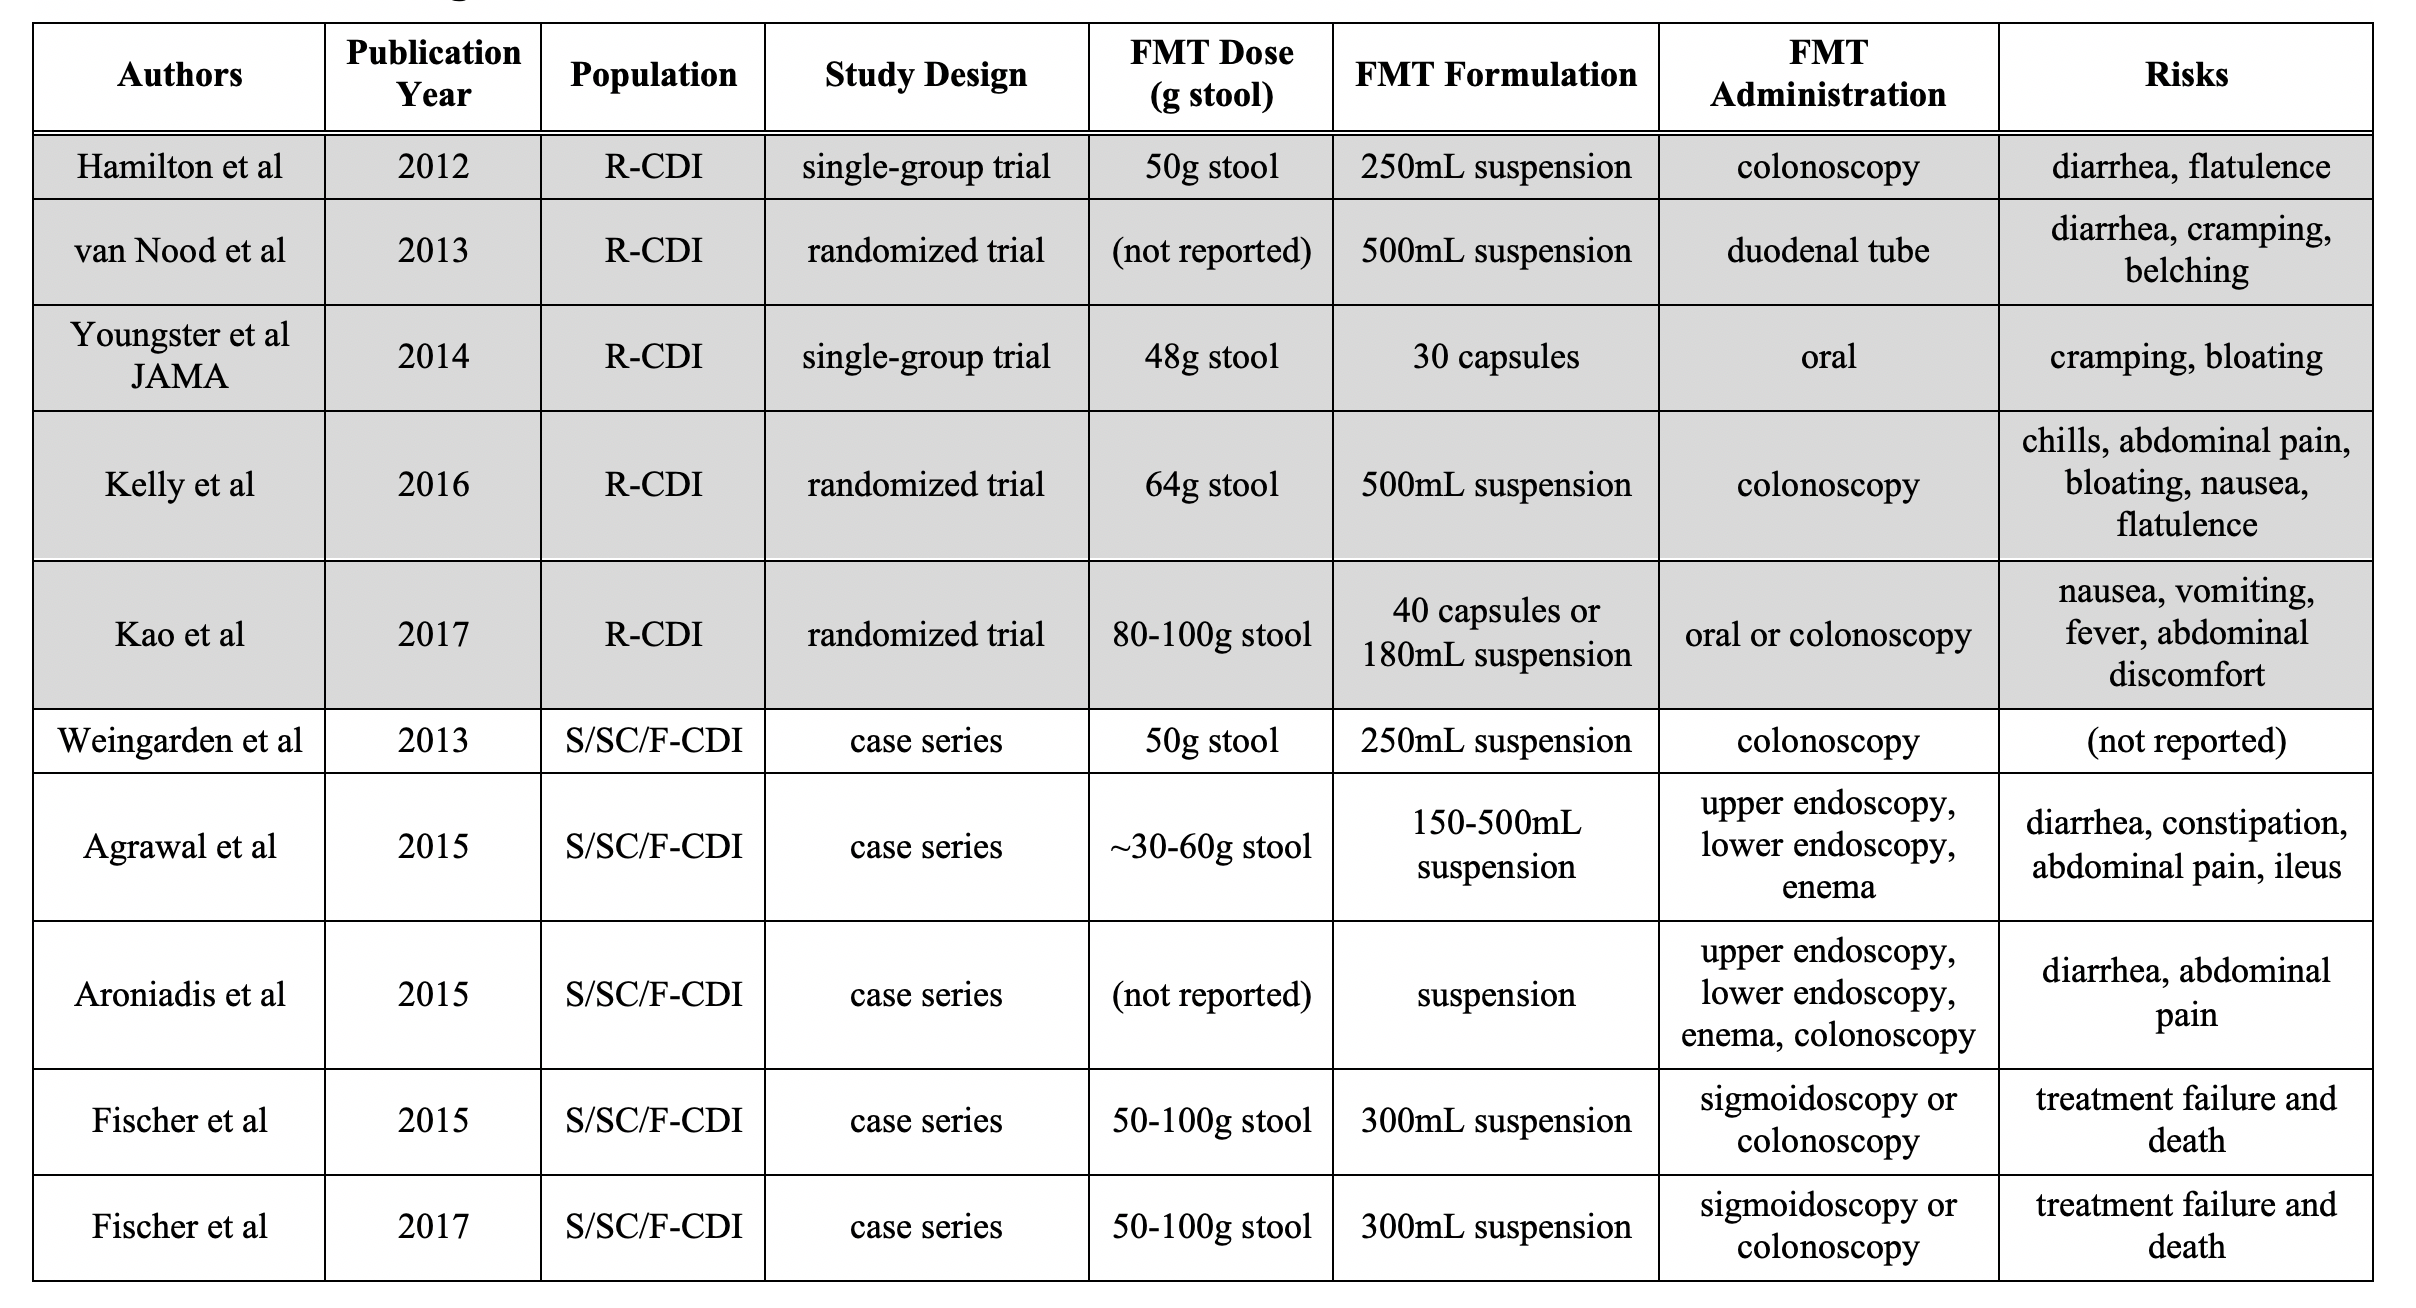 Authors
Publication
Year
Population
Study Design
FMT Dose
(g stool)
FMT Formulation
FMT
Administration
Risks
Hamilton et al
2012
R-CDI
single-group trial
50g stool
250mL suspension
colonoscopy
diarrhea, flatulence
van Nood et al
2013
R-CDI
randomized trial
(not reported)
500mL suspension
duodenal tube
diarrhea, cramping,
belching
Youngster et al
JAMA
2014
R-CDI
single-group trial
48g stool
30 capsules
oral
cramping, bloating
Kelly et al
2016
R-CDI
randomized trial
64g stool
500mL suspension
colonoscopy
chills, abdominal pain,
bloating, nausea,
flatulence
Kao et al
2017
R-CDI
randomized trial
80-100g stool
40 capsules or
180mL suspension
oral or colonoscopy
nausea, vomiting,
fever, abdominal
discomfort
Weingarden et al
2013
S/SC/F-CDI
case series
50g stool
250mL suspension
colonoscopy
(not reported)
Agrawal et al
2015
S/SC/F-CDI
case series
~30-60g stool
150-500mL
suspension
upper endoscopy,
lower endoscopy,
enema
diarrhea, constipation,
abdominal pain, ileus
Aroniadis et al
2015
S/SC/F-CDI
case series
(not reported)
suspension
upper endoscopy,
lower endoscopy,
enema, colonoscopy
diarrhea, abdominal
pain
Fischer et al
2015
S/SC/F-CDI
case series
50-100g stool
300mL suspension
sigmoidoscopy or
colonoscopy
treatment failure and
death
Fischer et al
2017
S/SC/F-CDI
case series
50-100g stool
300mL suspension
sigmoidoscopy or
colonoscopy
treatment failure and
death